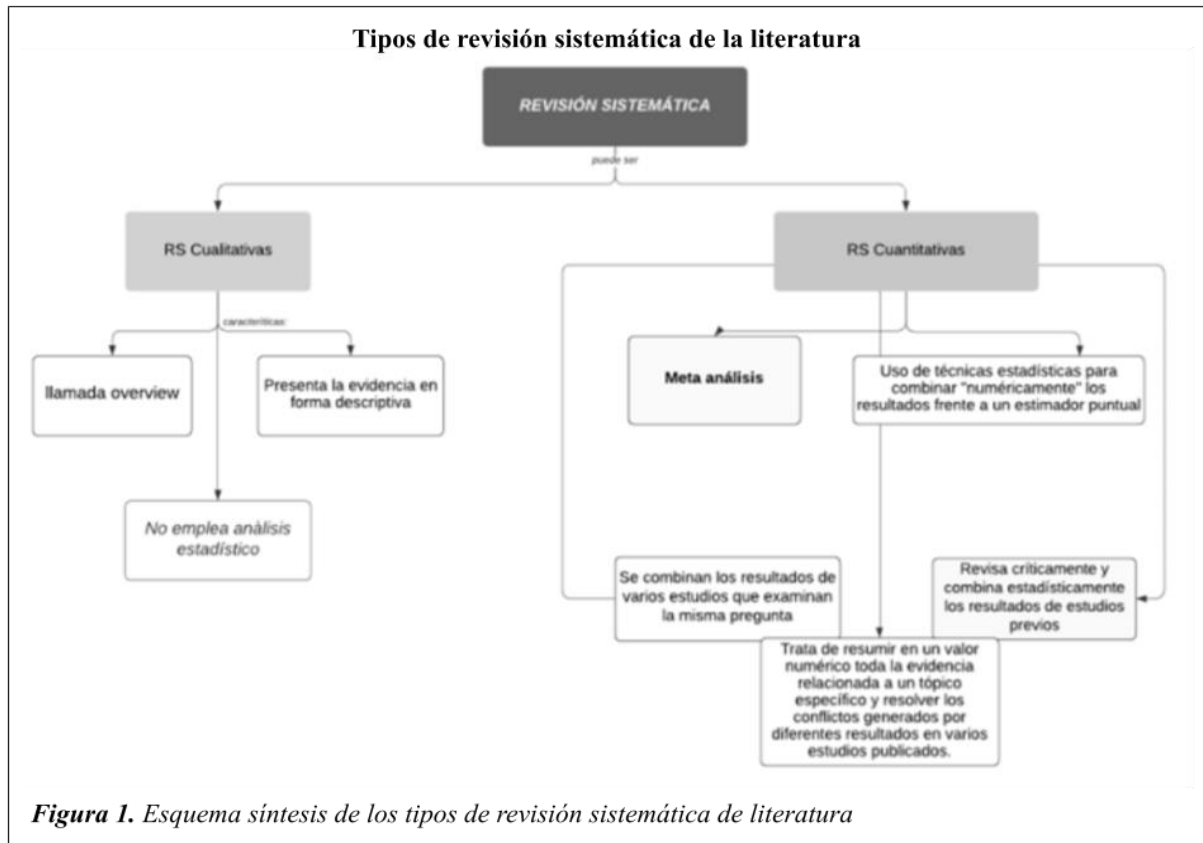 Tipos de revisión sistemática de la literatura
REVISIÓN SISTEMÁTICA
puede ser
RS Cualitativas
RS Cuantitativas
caracteríticas:
llamada overview
Presenta la evidencia en
forma descriptiva
Meta análisis
Uso de técnicas estadísticas para
combinar "numéricamente" los
resultados frente a un estimador puntual
No emplea anàlisis
estadístico
Se combinan los resultados de
varios estudios que examinan
la misma pregunta
Revisa críticamente y
combina estadísticamente
los resultados de estudios
previos
Trata de resumir en un valor
numérico toda la evidencia
relacionada a un tópico
específico y resolver los
conflictos generados por
diferentes resultados en varios
estudios publicados.
Figura 1. Esquema síntesis de los tipos de revisión sistemática de literatura